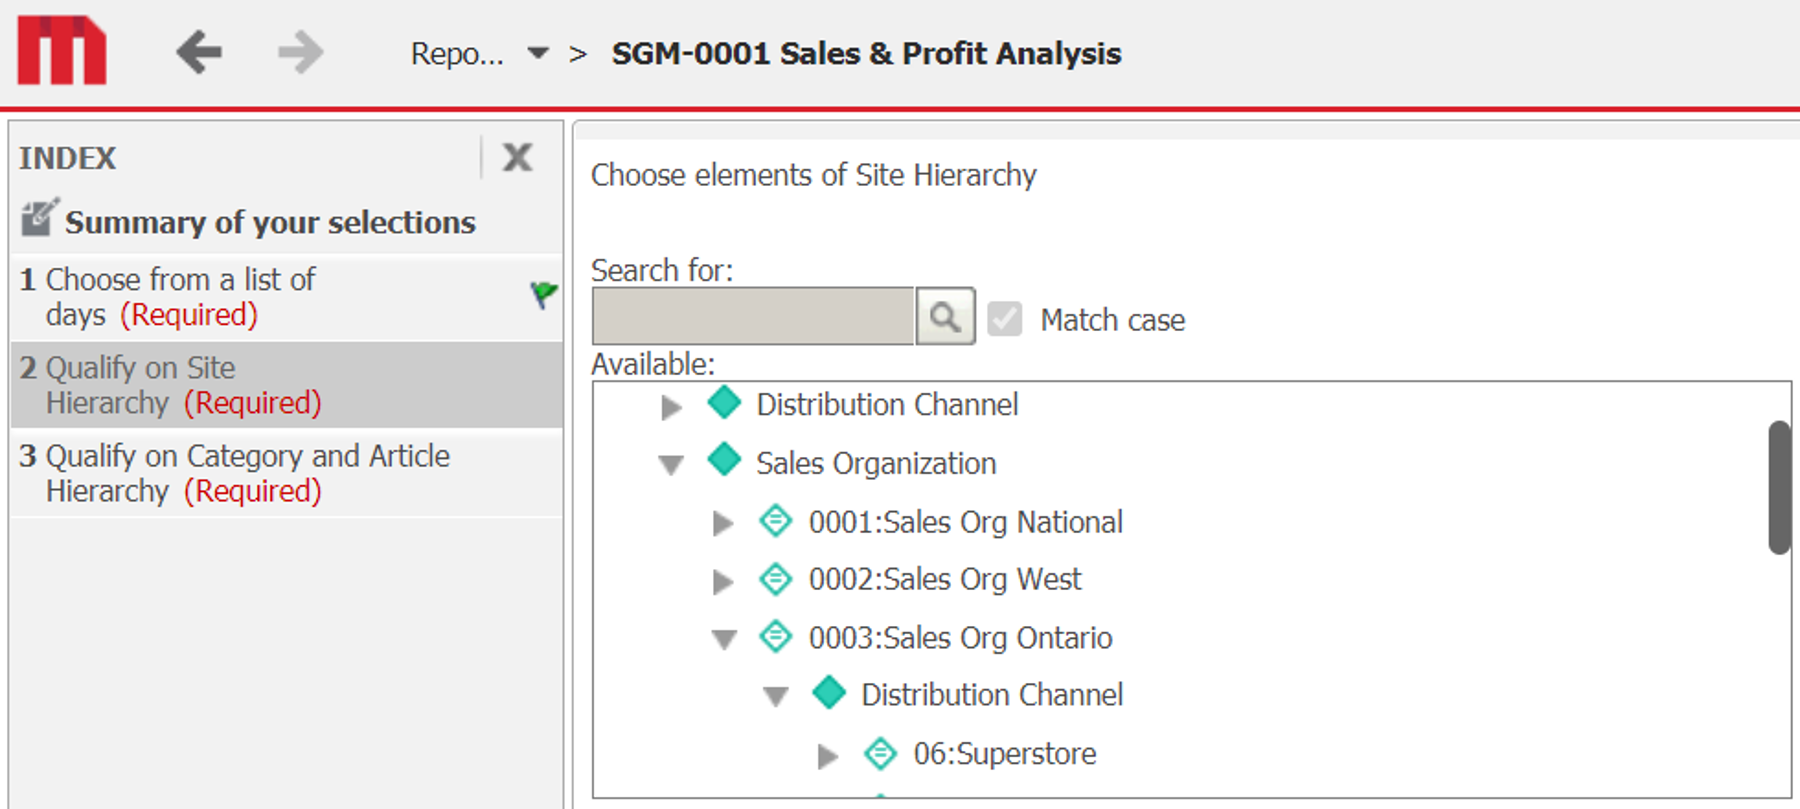 Repo... > SGM-0001 Sales & Profit Analysis
INDEX
Summary of your selections
1 Choose from a list of
days (Required)
2 Qualify on Site
Hierarchy (Required)
3 Qualify on Category and Article
Hierarchy (Required)
Choose elements of Site Hierarchy
Search for:
Match case
Available:
Distribution Channel
Sales Organization
0001:Sales Org National
0002:Sales Org West
0003:Sales Org Ontario
Distribution Channel
06:Superstore